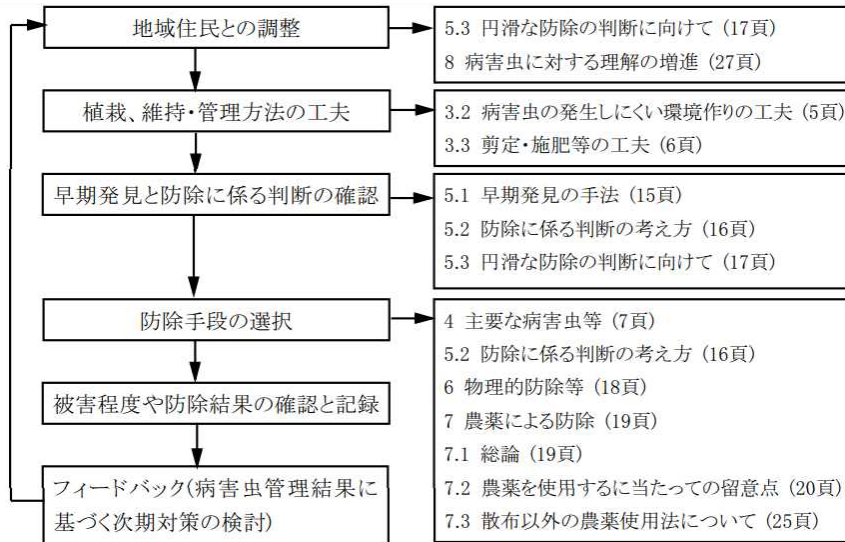 地域住民との調整
5.3 円滑な防除の判断に向けて (17頁)
8 病害虫に対する理解の増進 (27頁)
植栽、維持・管理方法の工夫
3.2 病害虫の発生しにくい環境作りの工夫 (5頁)
3.3 剪定・施肥等の工夫 (6頁)
早期発見と防除に係る判断の確認
5.1 早期発見の手法 (15頁)
5.2 防除に係る判断の考え方 (16頁)
5.3 円滑な防除の判断に向けて (17頁)
防除手段の選択
4 主要な病害虫等 (7頁)
5.2 防除に係る判断の考え方 (16頁)
6 物理的防除等 (18頁)
7 農薬による防除 (19頁)
7.1 総論 (19頁)
7.2 農薬を使用するに当たっての留意点 (20頁)
7.3 散布以外の農薬使用法について (25頁)
被害程度や防除結果の確認と記録
フィードバック(病害虫管理結果に
基づく次期対策の検討)